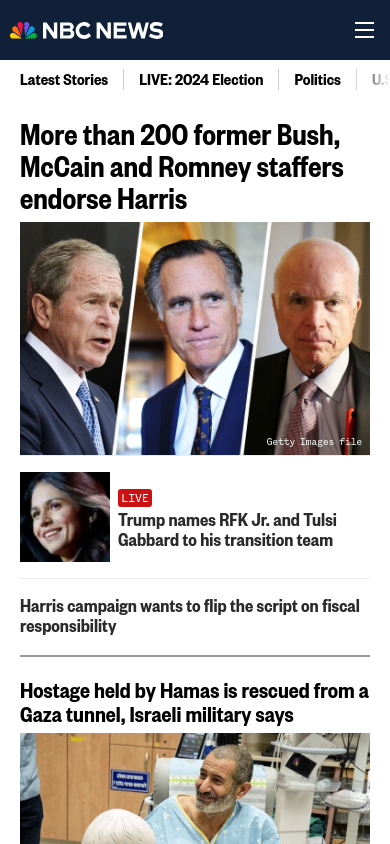 NBC NEWS
Latest Stories
LIVE: 2024 Election
Politics
U.S
More than 200 former Bush,
McCain and Romney staffers
endorse Harris
Getty Images file
LIVE
Trump names RFK Jr. and Tulsi
Gabbard to his transition team
Harris campaign wants to flip the script on fiscal
responsibility
Hostage held by Hamas is rescued from a
Gaza tunnel, Israeli military says